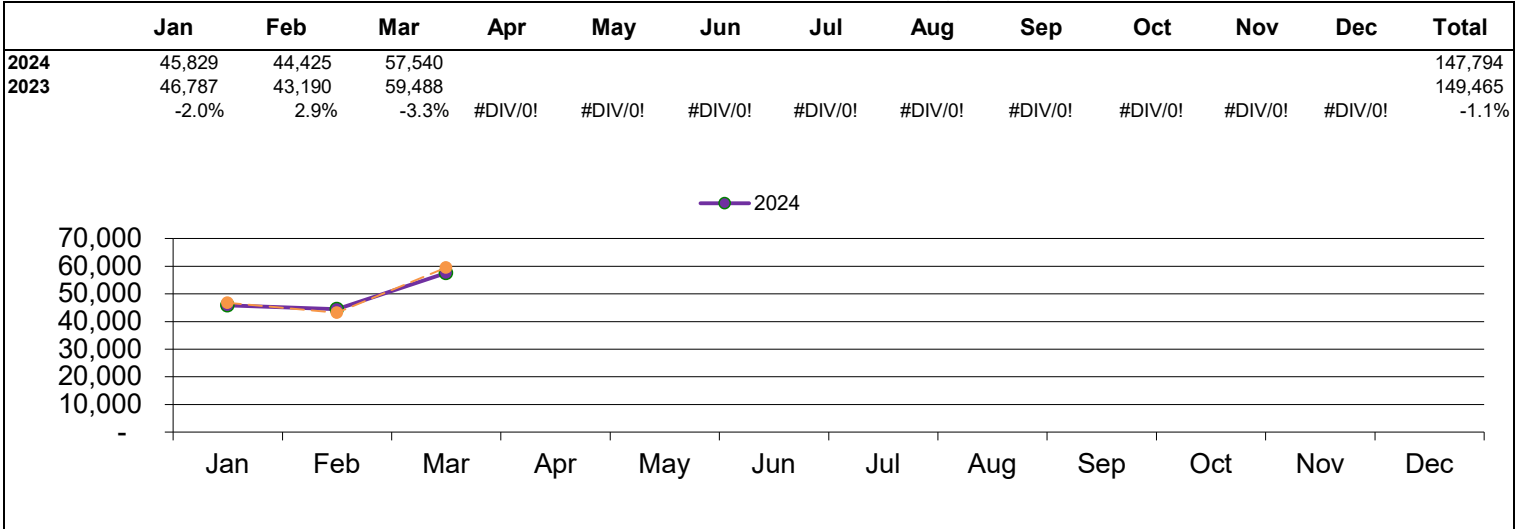 Jan Feb Mar Apr May Jun Jul Aug Sep Oct Nov Dec Total
2024 45,829 44,425 57,540 147,794
2023 46,787 43,190 59,488 149,465
-2.0% 2.9% -3.3% #DIV/0! #DIV/0! #DIV/0! #DIV/0! #DIV/0! #DIV/0! #DIV/0! #DIV/0! #DIV/0! -1.1%
2024
70,000
60,000
50,000
40,000
30,000
20,000
10,000
-
Jan Feb Mar Apr May Jun Jul Aug Sep Oct Nov Dec